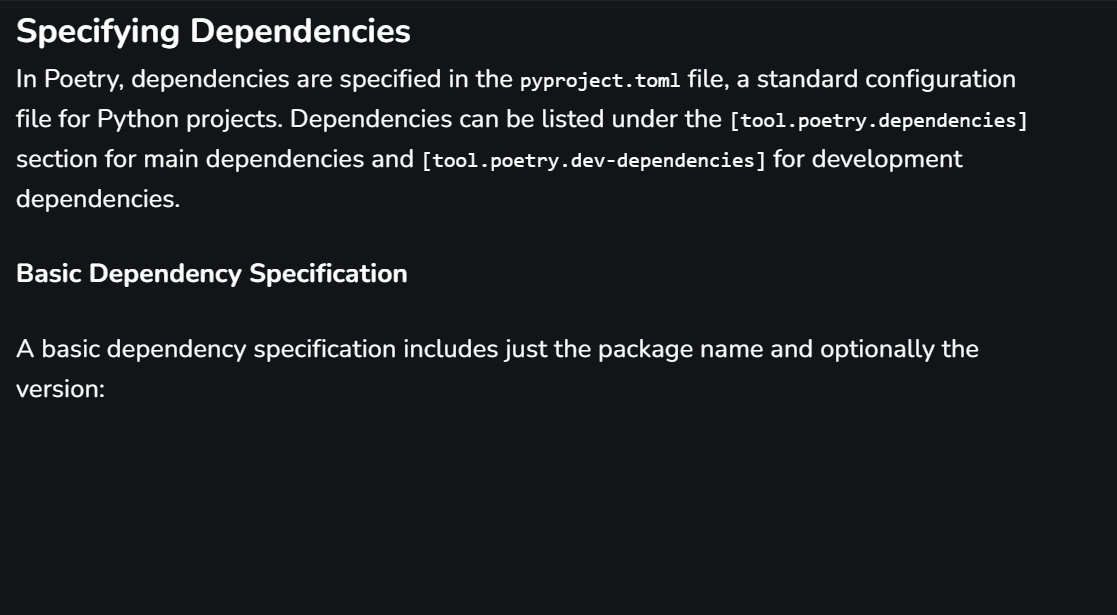 Specifying Dependencies
In Poetry, dependencies are specified in the pyproject.toml file, a standard configuration
file for Python projects. Dependencies can be listed under the [tool.poetry.dependencies]
section for main dependencies and [tool.poetry.dev-dependencies] for development
dependencies.
Basic Dependency Specification
A basic dependency specification includes just the package name and optionally the
version: